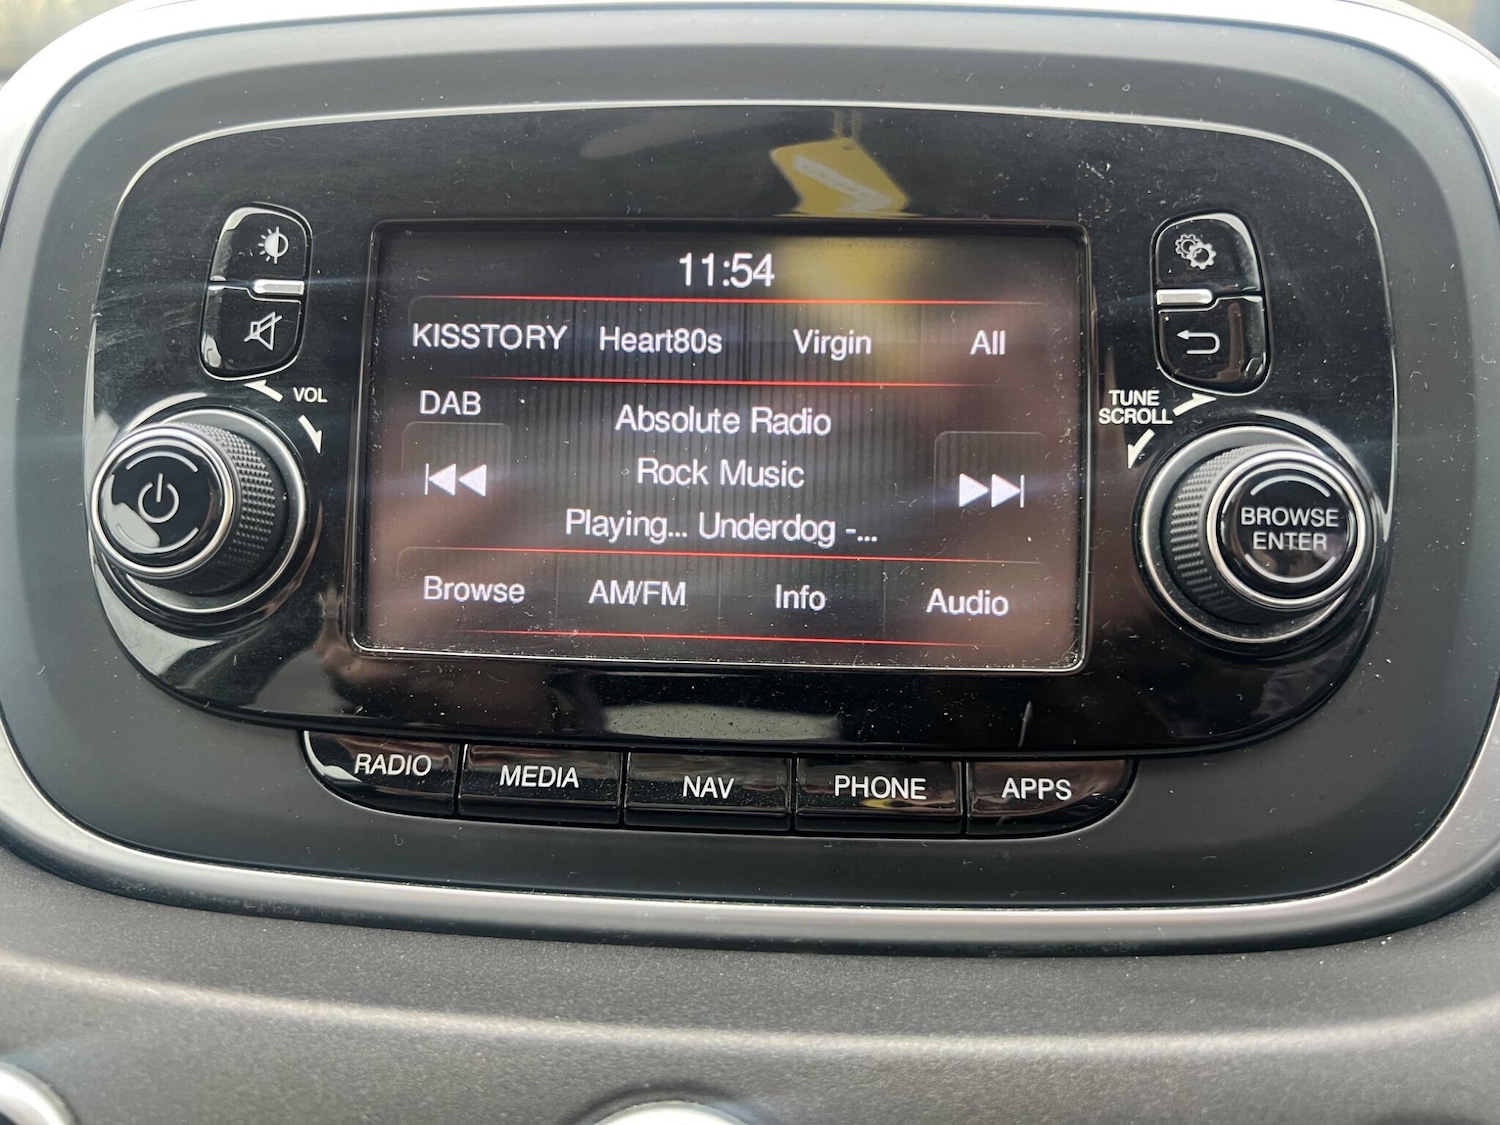 11:54
KISSTORY Heart80s Virgin All
VOL
DAB
Absolute Radio
TUNE
SCROLL
Rock Music
Playing... Underdog -...
BROWSE
ENTER
Browse AM/FM Info Audio
RADIO MEDIA NAV PHONE APPS